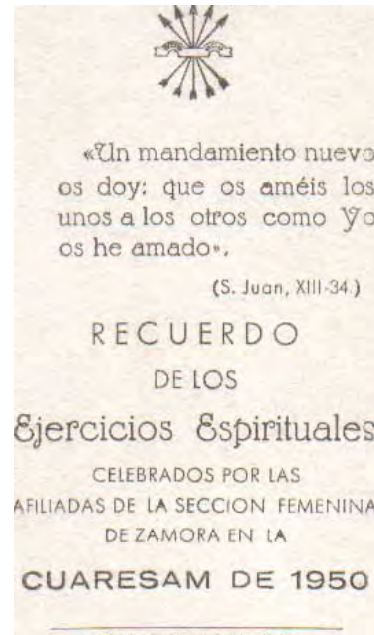 «Un mandamiento nuevo
os doy: que os améis los
unos a los otros como Yo
os he amado».
(S. Juan, XIII-34.)
RECUERDO
DE LOS
Ejercicios Espirituales
CELEBRADOS POR LAS
AFILIADAS DE LA SECCION FEMENINA
DE ZAMORA EN LA
CUARESAM DE 1950